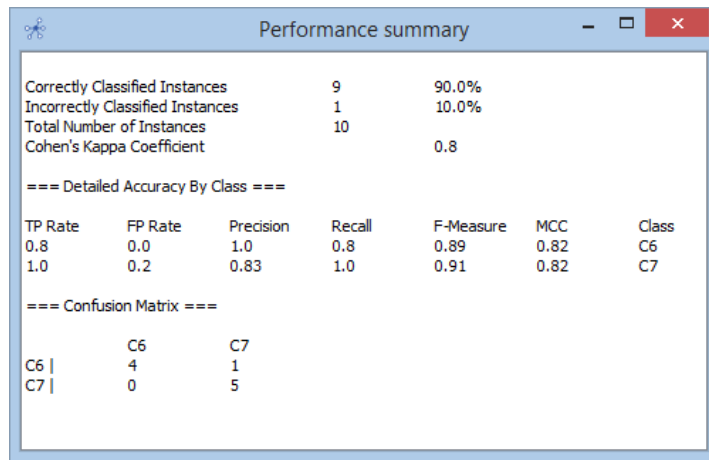 Performance summary
Correctly Classified Instances 9 90.0%
Incorrectly Classified Instances 1 10.0%
Total Number of Instances 10
Cohen's Kappa Coefficient 0.8
=== Detailed Accuracy By Class ===
TP Rate FP Rate Precision Recall F-Measure MCC Class
0.8 0.0 1.0 0.8 0.89 0.82 C6
1.0 0.2 0.83 1.0 0.91 0.82 C7
=== Confusion Matrix ===
C6 C7
C6 | 4 1
C7 | 0 5